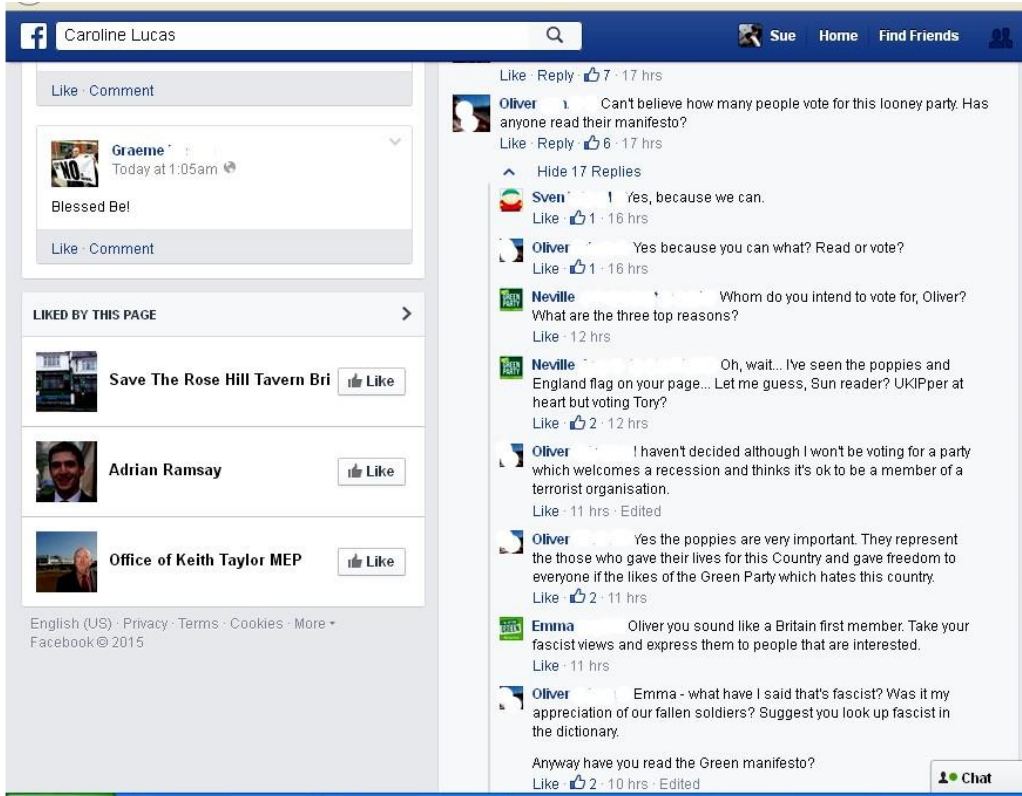 Caroline Lucas
Sue Home Find Friends
Like · Comment
Graeme
Today at 1:05am
Blessed Be!
Like · Comment
NO.
LIKED BY THIS PAGE
Save The Rose Hill Tavern Bri Like
Adrian Ramsay Like
Office of Keith Taylor MEP Like
English (US) · Privacy · Terms · Cookies · More
Facebook © 2015
Like · Reply · 7 · 17 hrs
Oliver Can't believe how many people vote for this looney party. Has
anyone read their manifesto?
Like · Reply · 6 · 17 hrs
Hide 17 Replies
Sven Yes, because we can.
Like · 1 · 16 hrs
Oliver Yes because you can what? Read or vote?
Like · 1 · 16 hrs
GREEN
PARTY
Neville Whom do you intend to vote for, Oliver?
What are the three top reasons?
Like · 12 hrs
GREEN
PARTY
Neville Oh, wait... I've seen the poppies and
England flag on your page... Let me guess, Sun reader? UKIPper at
heart but voting Tory?
Like · 2 · 12 hrs
Oliver I haven't decided although I won't be voting for a party
which welcomes a recession and thinks it's ok to be a member of a
terrorist organisation.
Like · 11 hrs · Edited
Oliver Yes the poppies are very important. They represent
the those who gave their lives for this Country and gave freedom to
everyone if the likes of the Green Party which hates this country.
Like · 2 · 11 hrs
Emma Oliver you sound like a Britain first member. Take your
fascist views and express them to people that are interested.
Like · 11 hrs
Oliver Emma - what have I said that's fascist? Was it my
appreciation of our fallen soldiers? Suggest you look up fascist in
the dictionary.
Anyway have you read the Green manifesto?
Like · 2 · 10 hrs · Edited
Chat